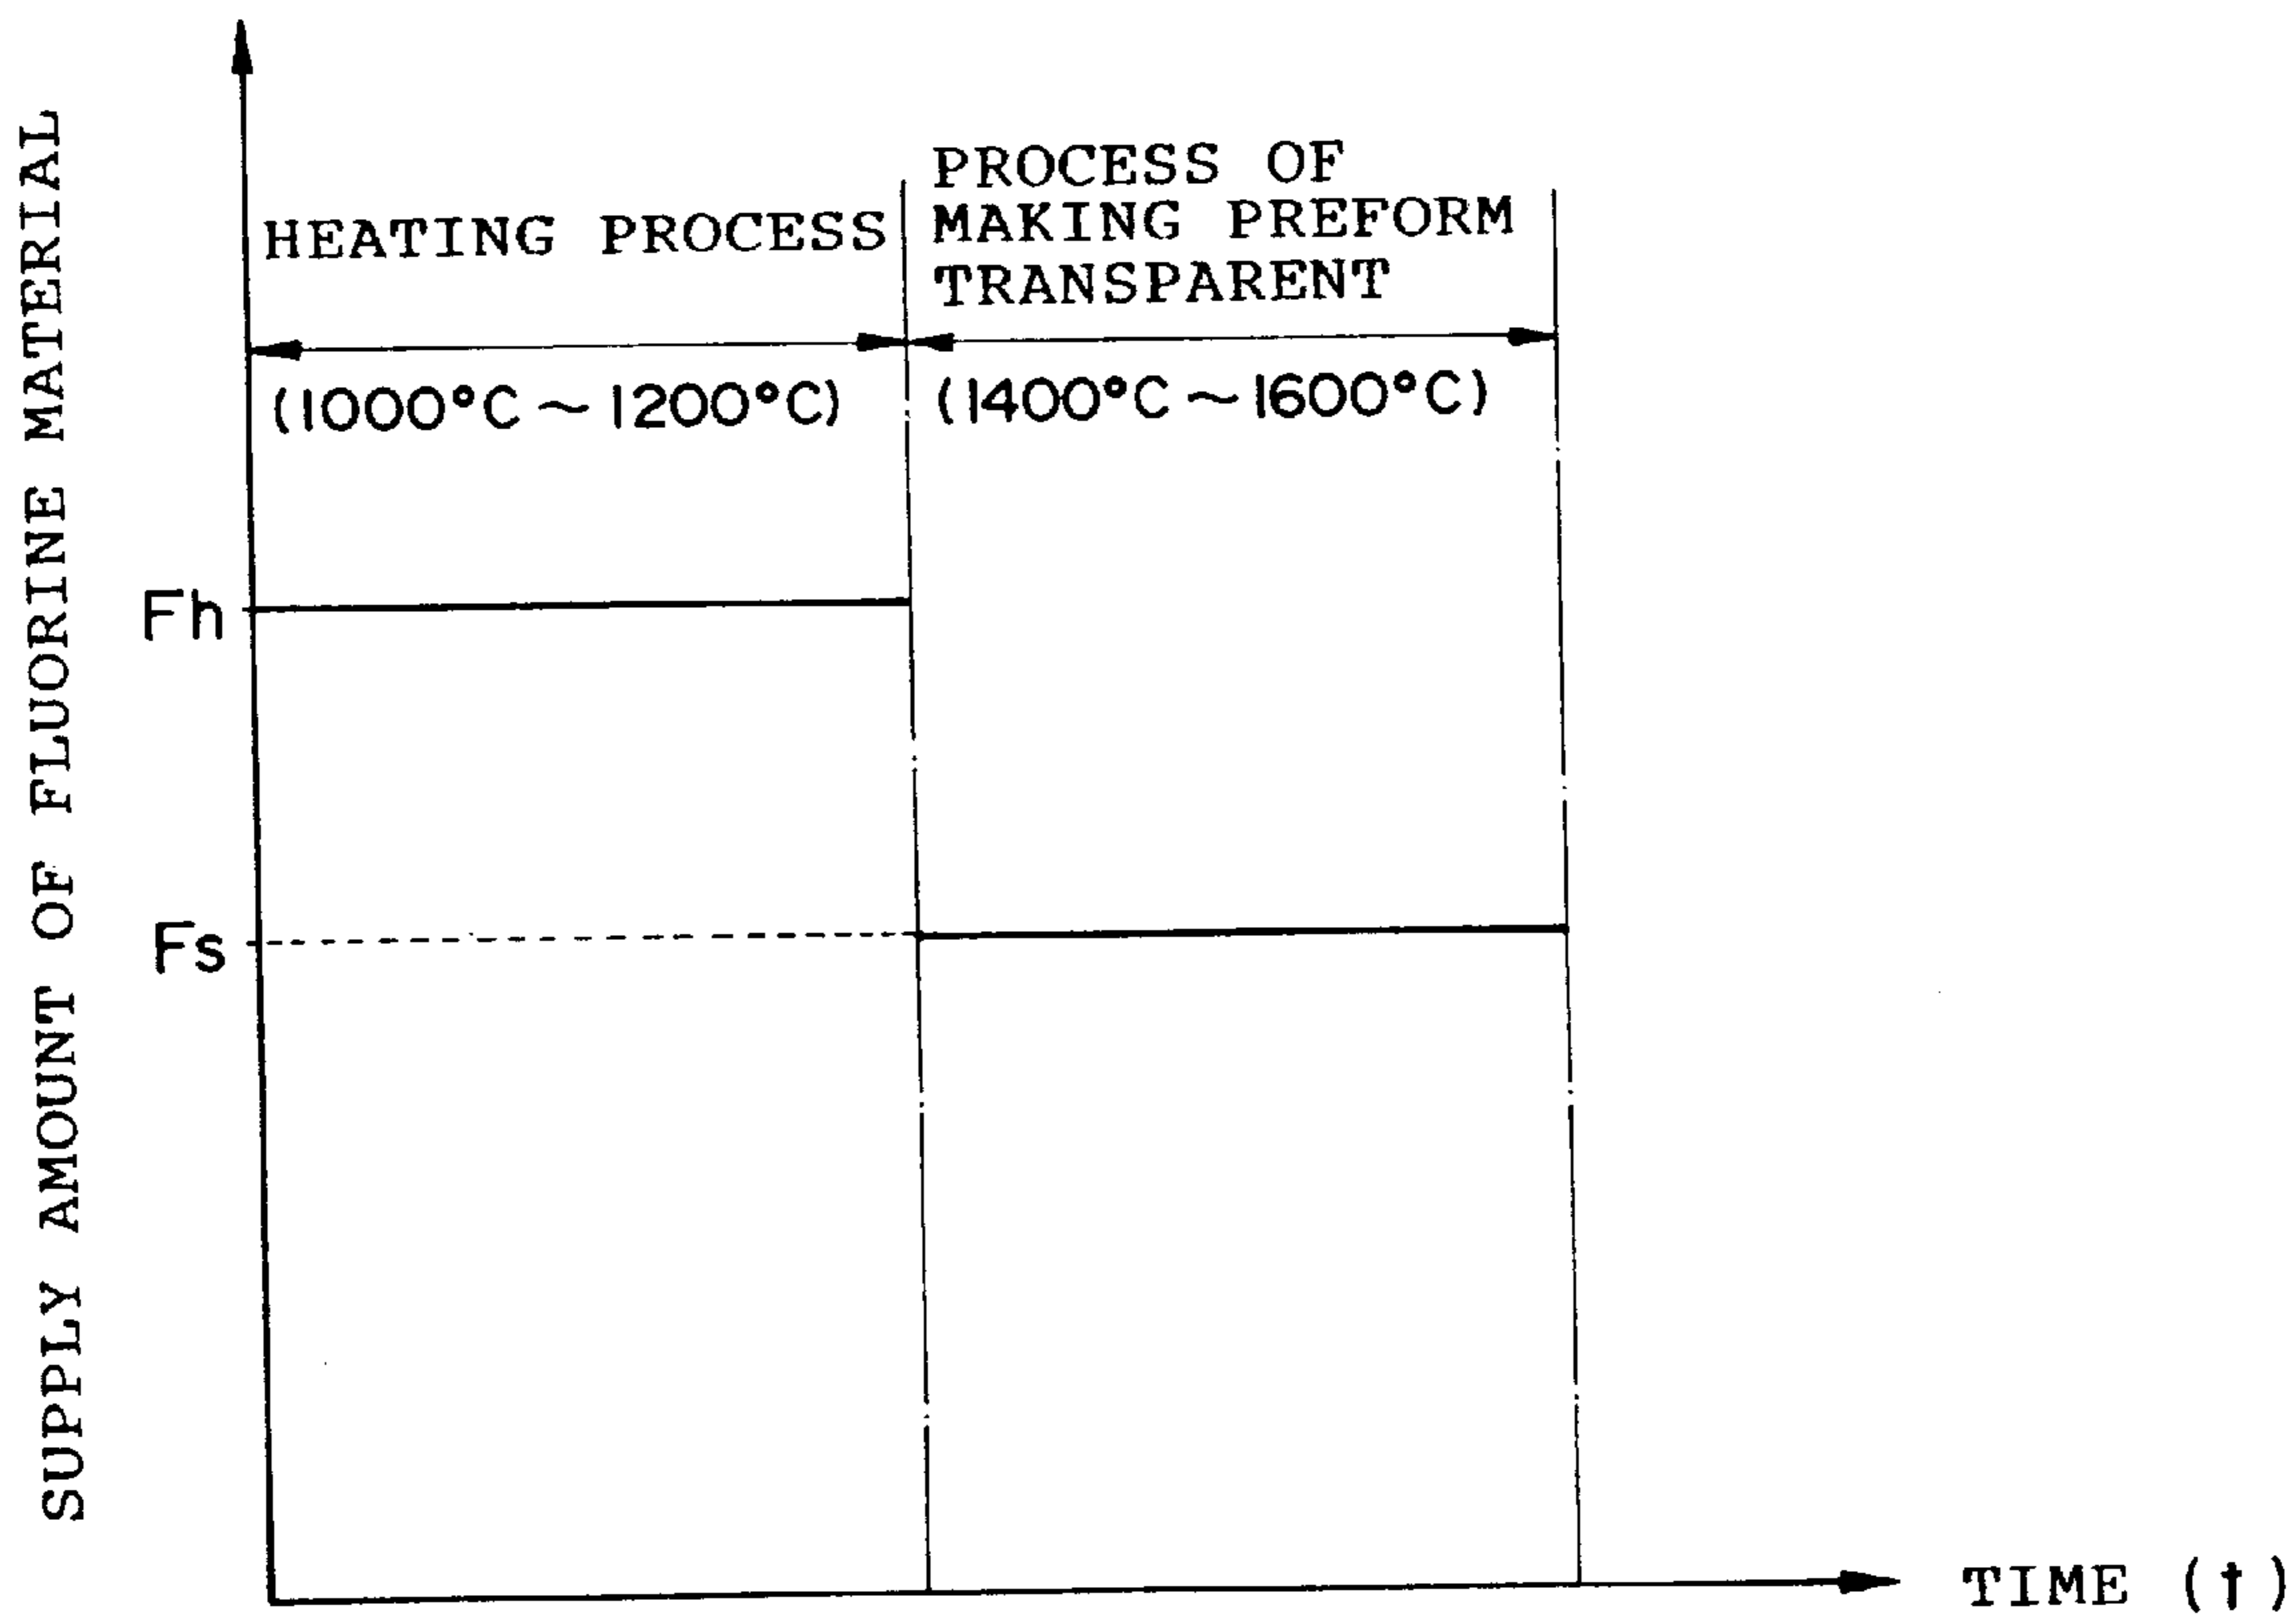 SUPPLY AMOUNT OF FLUORINE MATERIAL
HEATING PROCESS
(1000°C ~ 1200°C)
PROCESS OF
MAKING PREFORM
TRANSPARENT
(1400°C ~ 1600°C)
Fh
Fs
TIME (t)